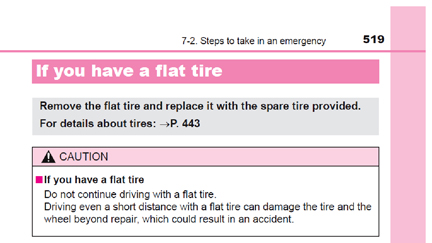 7-2. Steps to take in an emergency 519
If you have a flat tire
Remove the flat tire and replace it with the spare tire provided.
For details about tires: →P. 443
CAUTION
If you have a flat tire
Do not continue driving with a flat tire.
Driving even a short distance with a flat tire can damage the tire and the
wheel beyond repair, which could result in an accident.